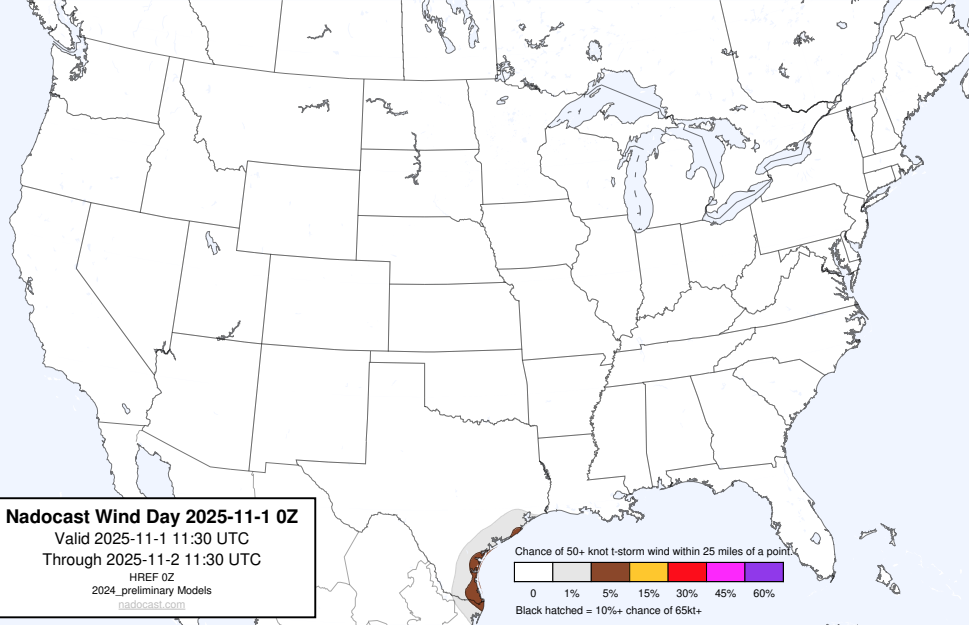 Nadocast Wind Day 2025-11-1 0Z
Valid 2025-11-1 11:30 UTC
Through 2025-11-2 11:30 UTC
HREF 0Z
2024_preliminary Models
nadocast.com
Chance of 50+ knot t-storm wind within 25 miles of a point.
0 1% 5% 15% 30% 45% 60%
Black hatched = 10%+ chance of 65kt+